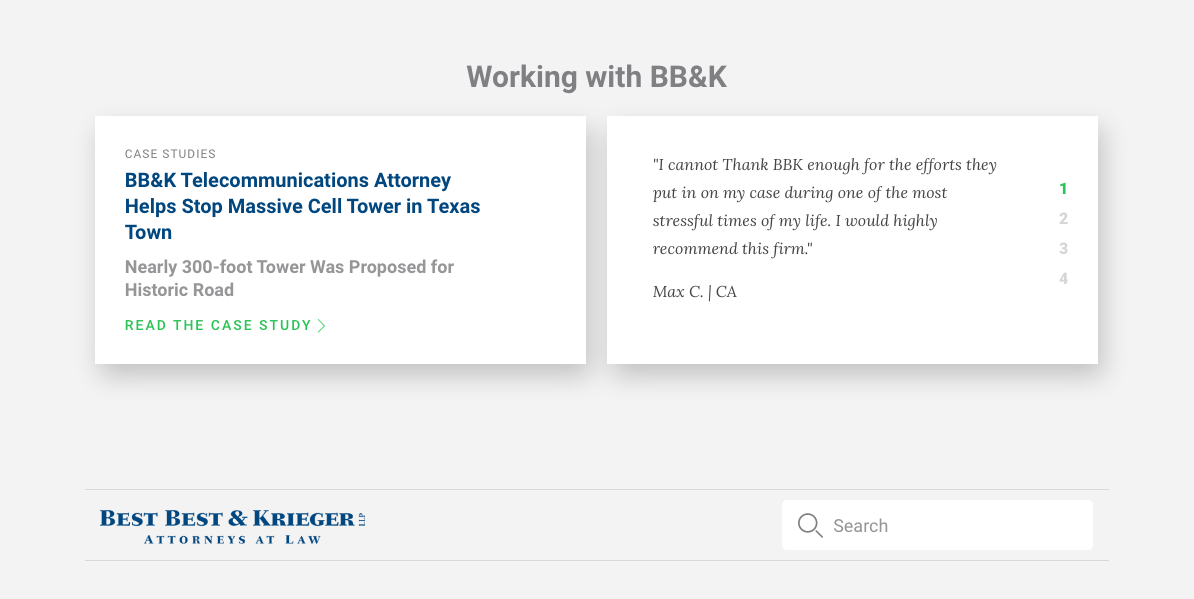 Working with BB&K
CASE STUDIES
BB&K Telecommunications Attorney
Helps Stop Massive Cell Tower in Texas
Town
Nearly 300-foot Tower Was Proposed for
Historic Road
READ THE CASE STUDY
"I cannot Thank BBK enough for the efforts they
put in on my case during one of the most
stressful times of my life. I would highly
recommend this firm."
Max C. | CA
1
2
3
4
BEST BEST & KRIEGER LLP
ATTORNEYS AT LAW
Search